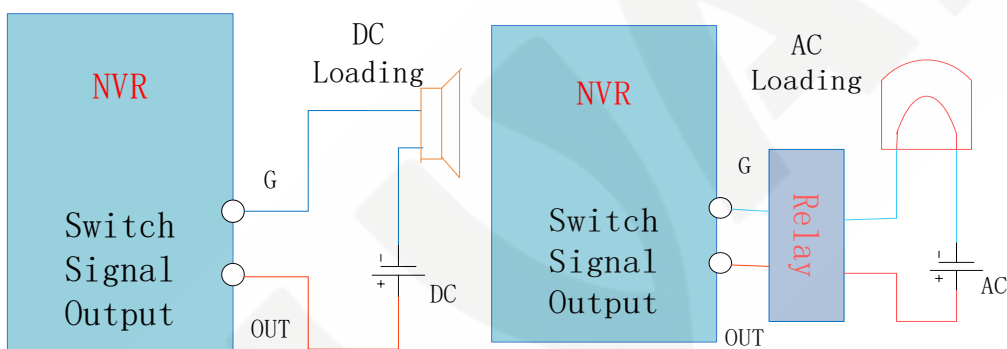 NVR
DC
Loading
G
Switch
Signal
Output
OUT
-
+
DC
NVR
AC
Loading
G
Switch
Signal
Output
OUT
Relay
-
+
AC